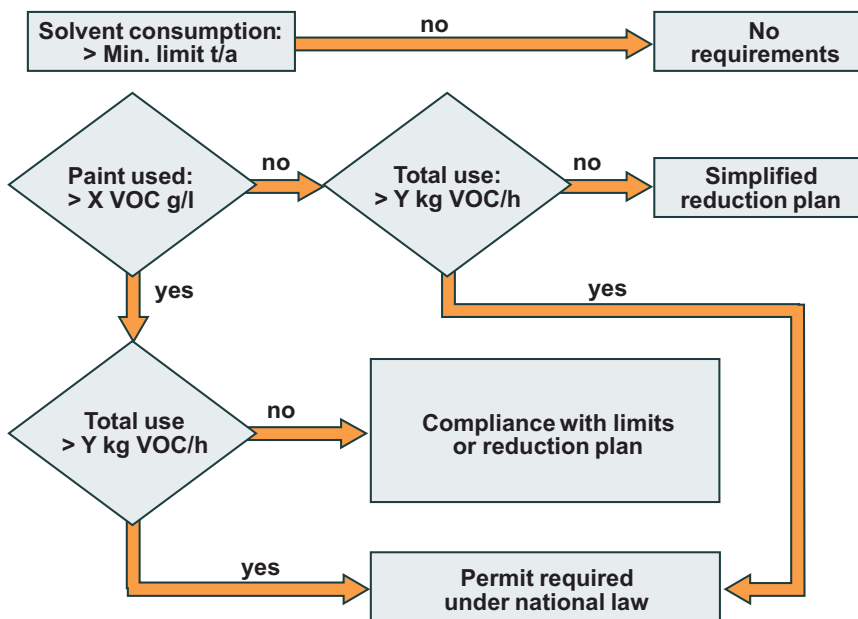 Solvent consumption:
> Min. limit t/a
no
No
requirements
Paint used:
> X VOC g/l
no
Total use:
> Y kg VOC/h
no
Simplified
reduction plan
yes
yes
Total use
> Y kg VOC/h
no
Compliance with limits
or reduction plan
yes
Permit required
under national law